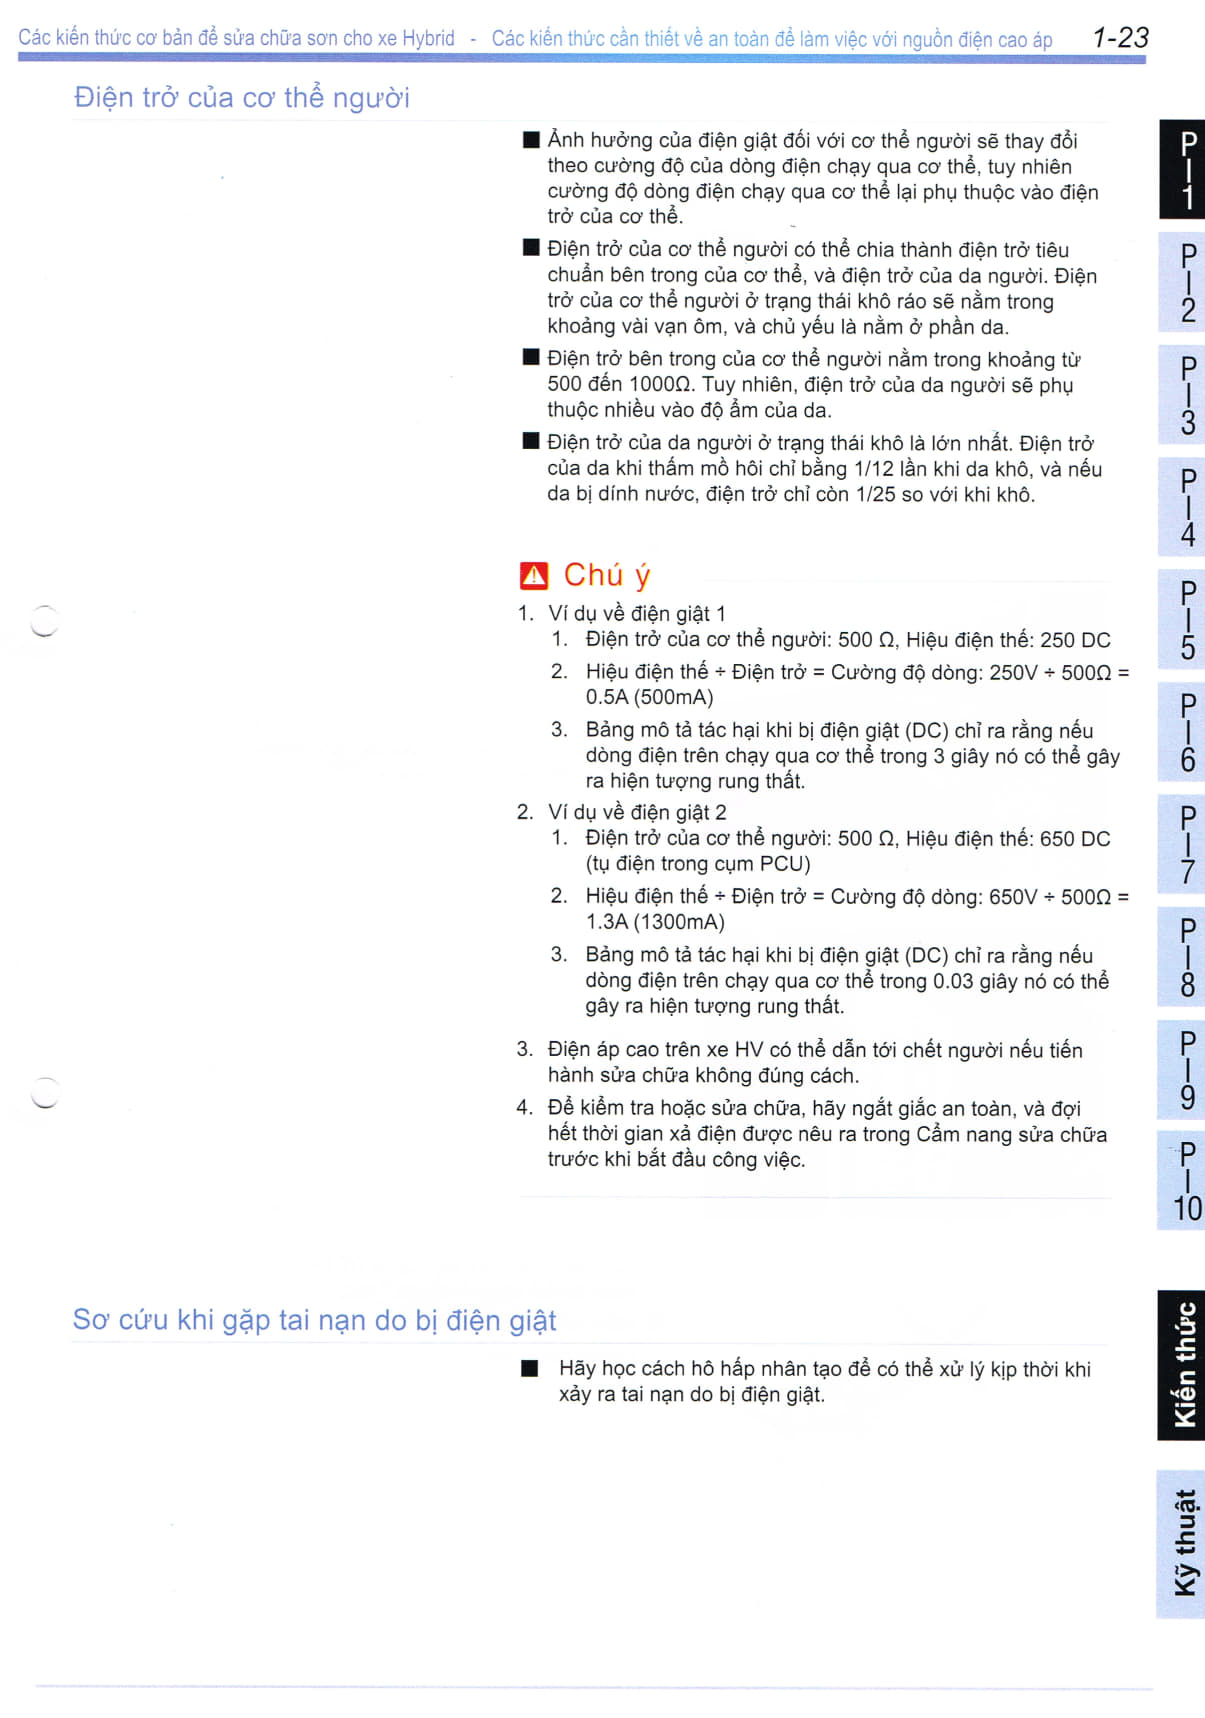 Các kiến thức cơ bản để sửa chữa sơn cho xe Hybrid - Các kiến thức cần thiết về an toàn để làm việc với nguồn điện cao áp 1-23
Điện trở của cơ thể người
■ Ảnh hưởng của điện giật đối với cơ thể người sẽ thay đổi
theo cường độ của dòng điện chạy qua cơ thể, tuy nhiên
cường độ dòng điện chạy qua cơ thể lại phụ thuộc vào điện
trở của cơ thể.
■ Điện trở của cơ thể người có thể chia thành điện trở tiêu
chuẩn bên trong của cơ thể, và điện trở của da người. Điện
trở của cơ thể người ở trạng thái khô ráo sẽ nằm trong
khoảng vài vạn ôm, và chủ yếu là nằm ở phần da.
■ Điện trở bên trong của cơ thể người nằm trong khoảng từ
500 đến 1000Ω. Tuy nhiên, điện trở của da người sẽ phụ
thuộc nhiều vào độ ẩm của da.
■ Điện trở của da người ở trạng thái khô là lớn nhất. Điện trở
của da khi thấm mồ hôi chỉ bằng 1/12 lần khi da khô, và nếu
da bị dính nước, điện trở chỉ còn 1/25 so với khi khô.
Chú ý
1. Ví dụ về điện giật 1
1. Điện trở của cơ thể người: 500 Ω, Hiệu điện thế: 250 DC
2. Hiệu điện thế ÷ Điện trở = Cường độ dòng: 250V ÷ 500Ω =
0.5A (500mA)
3. Bảng mô tả tác hại khi bị điện giật (DC) chỉ ra rằng nếu
dòng điện trên chạy qua cơ thể trong 3 giây nó có thể gây
ra hiện tượng rung thất.
2. Ví dụ về điện giật 2
1. Điện trở của cơ thể người: 500 Ω, Hiệu điện thế: 650 DC
(tụ điện trong cụm PCU)
2. Hiệu điện thế ÷ Điện trở = Cường độ dòng: 650V ÷ 500Ω =
1.3A (1300mA)
3. Bảng mô tả tác hại khi bị điện giật (DC) chỉ ra rằng nếu
dòng điện trên chạy qua cơ thể trong 0.03 giây nó có thể
gây ra hiện tượng rung thất.
3. Điện áp cao trên xe HV có thể dẫn tới chết người nếu tiến
hành sửa chữa không đúng cách.
4. Để kiểm tra hoặc sửa chữa, hãy ngắt giắc an toàn, và đợi
hết thời gian xả điện được nêu ra trong Cẩm nang sửa chữa
trước khi bắt đầu công việc.
Sơ cứu khi gặp tai nạn do bị điện giật
■ Hãy học cách hô hấp nhân tạo để có thể xử lý kịp thời khi
xảy ra tai nạn do bị điện giật.
P-1
P-2
P-3
P-4
P-5
P-6
P-7
P-8
P-9
P-10
Kiến thức
Kỹ thuật